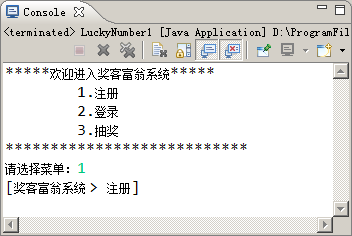 Console
<terminated> LuckyNumber1 [Java Application] D:\ProgramFil
*****欢迎进入奖客富翁系统*****
1.注册
2.登录
3.抽奖
***************************
请选择菜单：1
[奖客富翁系统 > 注册]